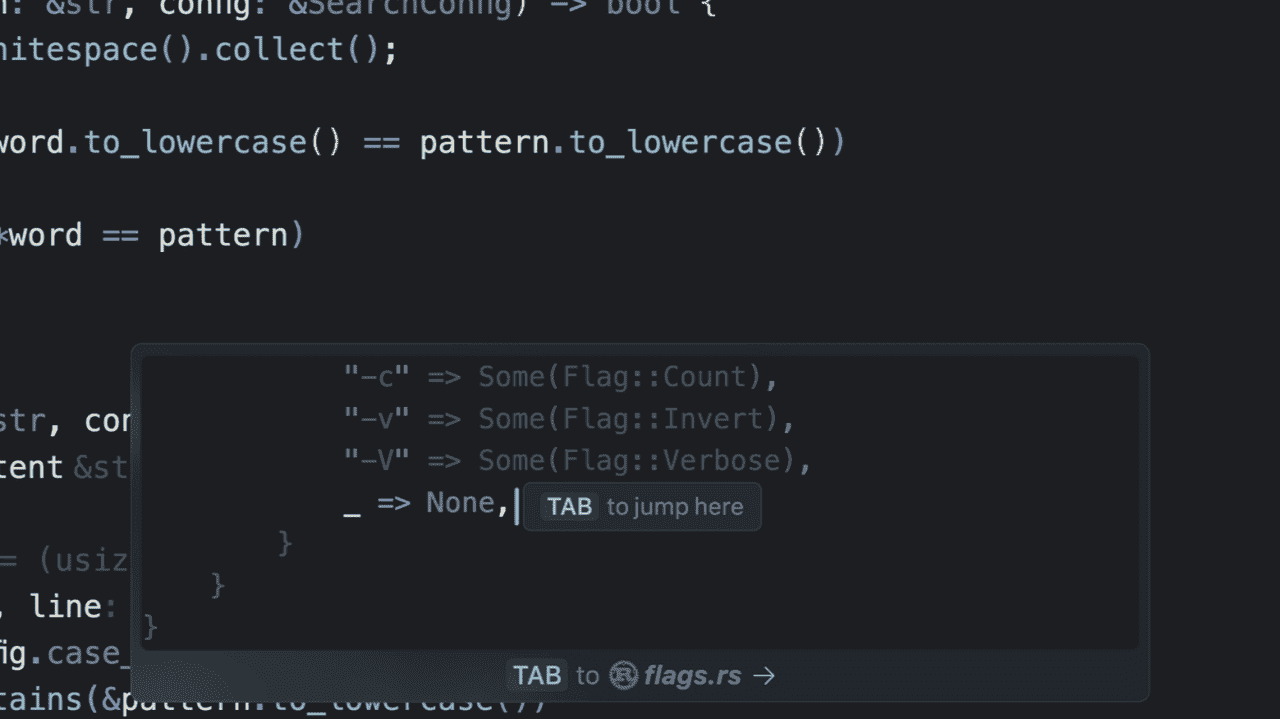 n: &str, config: &SearchConfig) -> bool {
hitespace().collect();
word.to_lowercase() == pattern.to_lowercase())
*word == pattern)
str, con
tent &st
= (usiz
, line:
fig.case_
tains(&pattern.to_lowercase())
"-c" => Some(Flag::Count),
"-v" => Some(Flag::Invert),
"-V" => Some(Flag::Verbose),
_ => None, TAB to jump here
}
}
}
TAB to flags.rs →